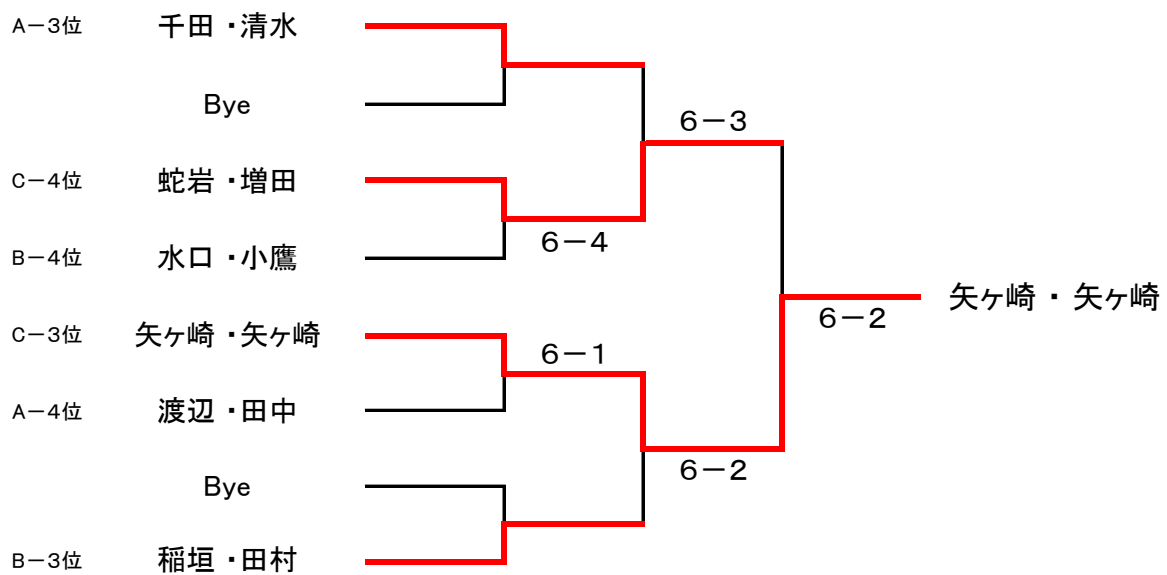 A－3位 千田 ・清水
Bye
6－3
C－4位 蛇岩 ・増田
6－4
B－4位 水口 ・小鷹
矢ヶ崎 ・ 矢ヶ崎
6－2
C－3位 矢ヶ崎 ・矢ヶ崎
6－1
A－4位 渡辺 ・田中
6－2
Bye
B－3位 稲垣 ・田村